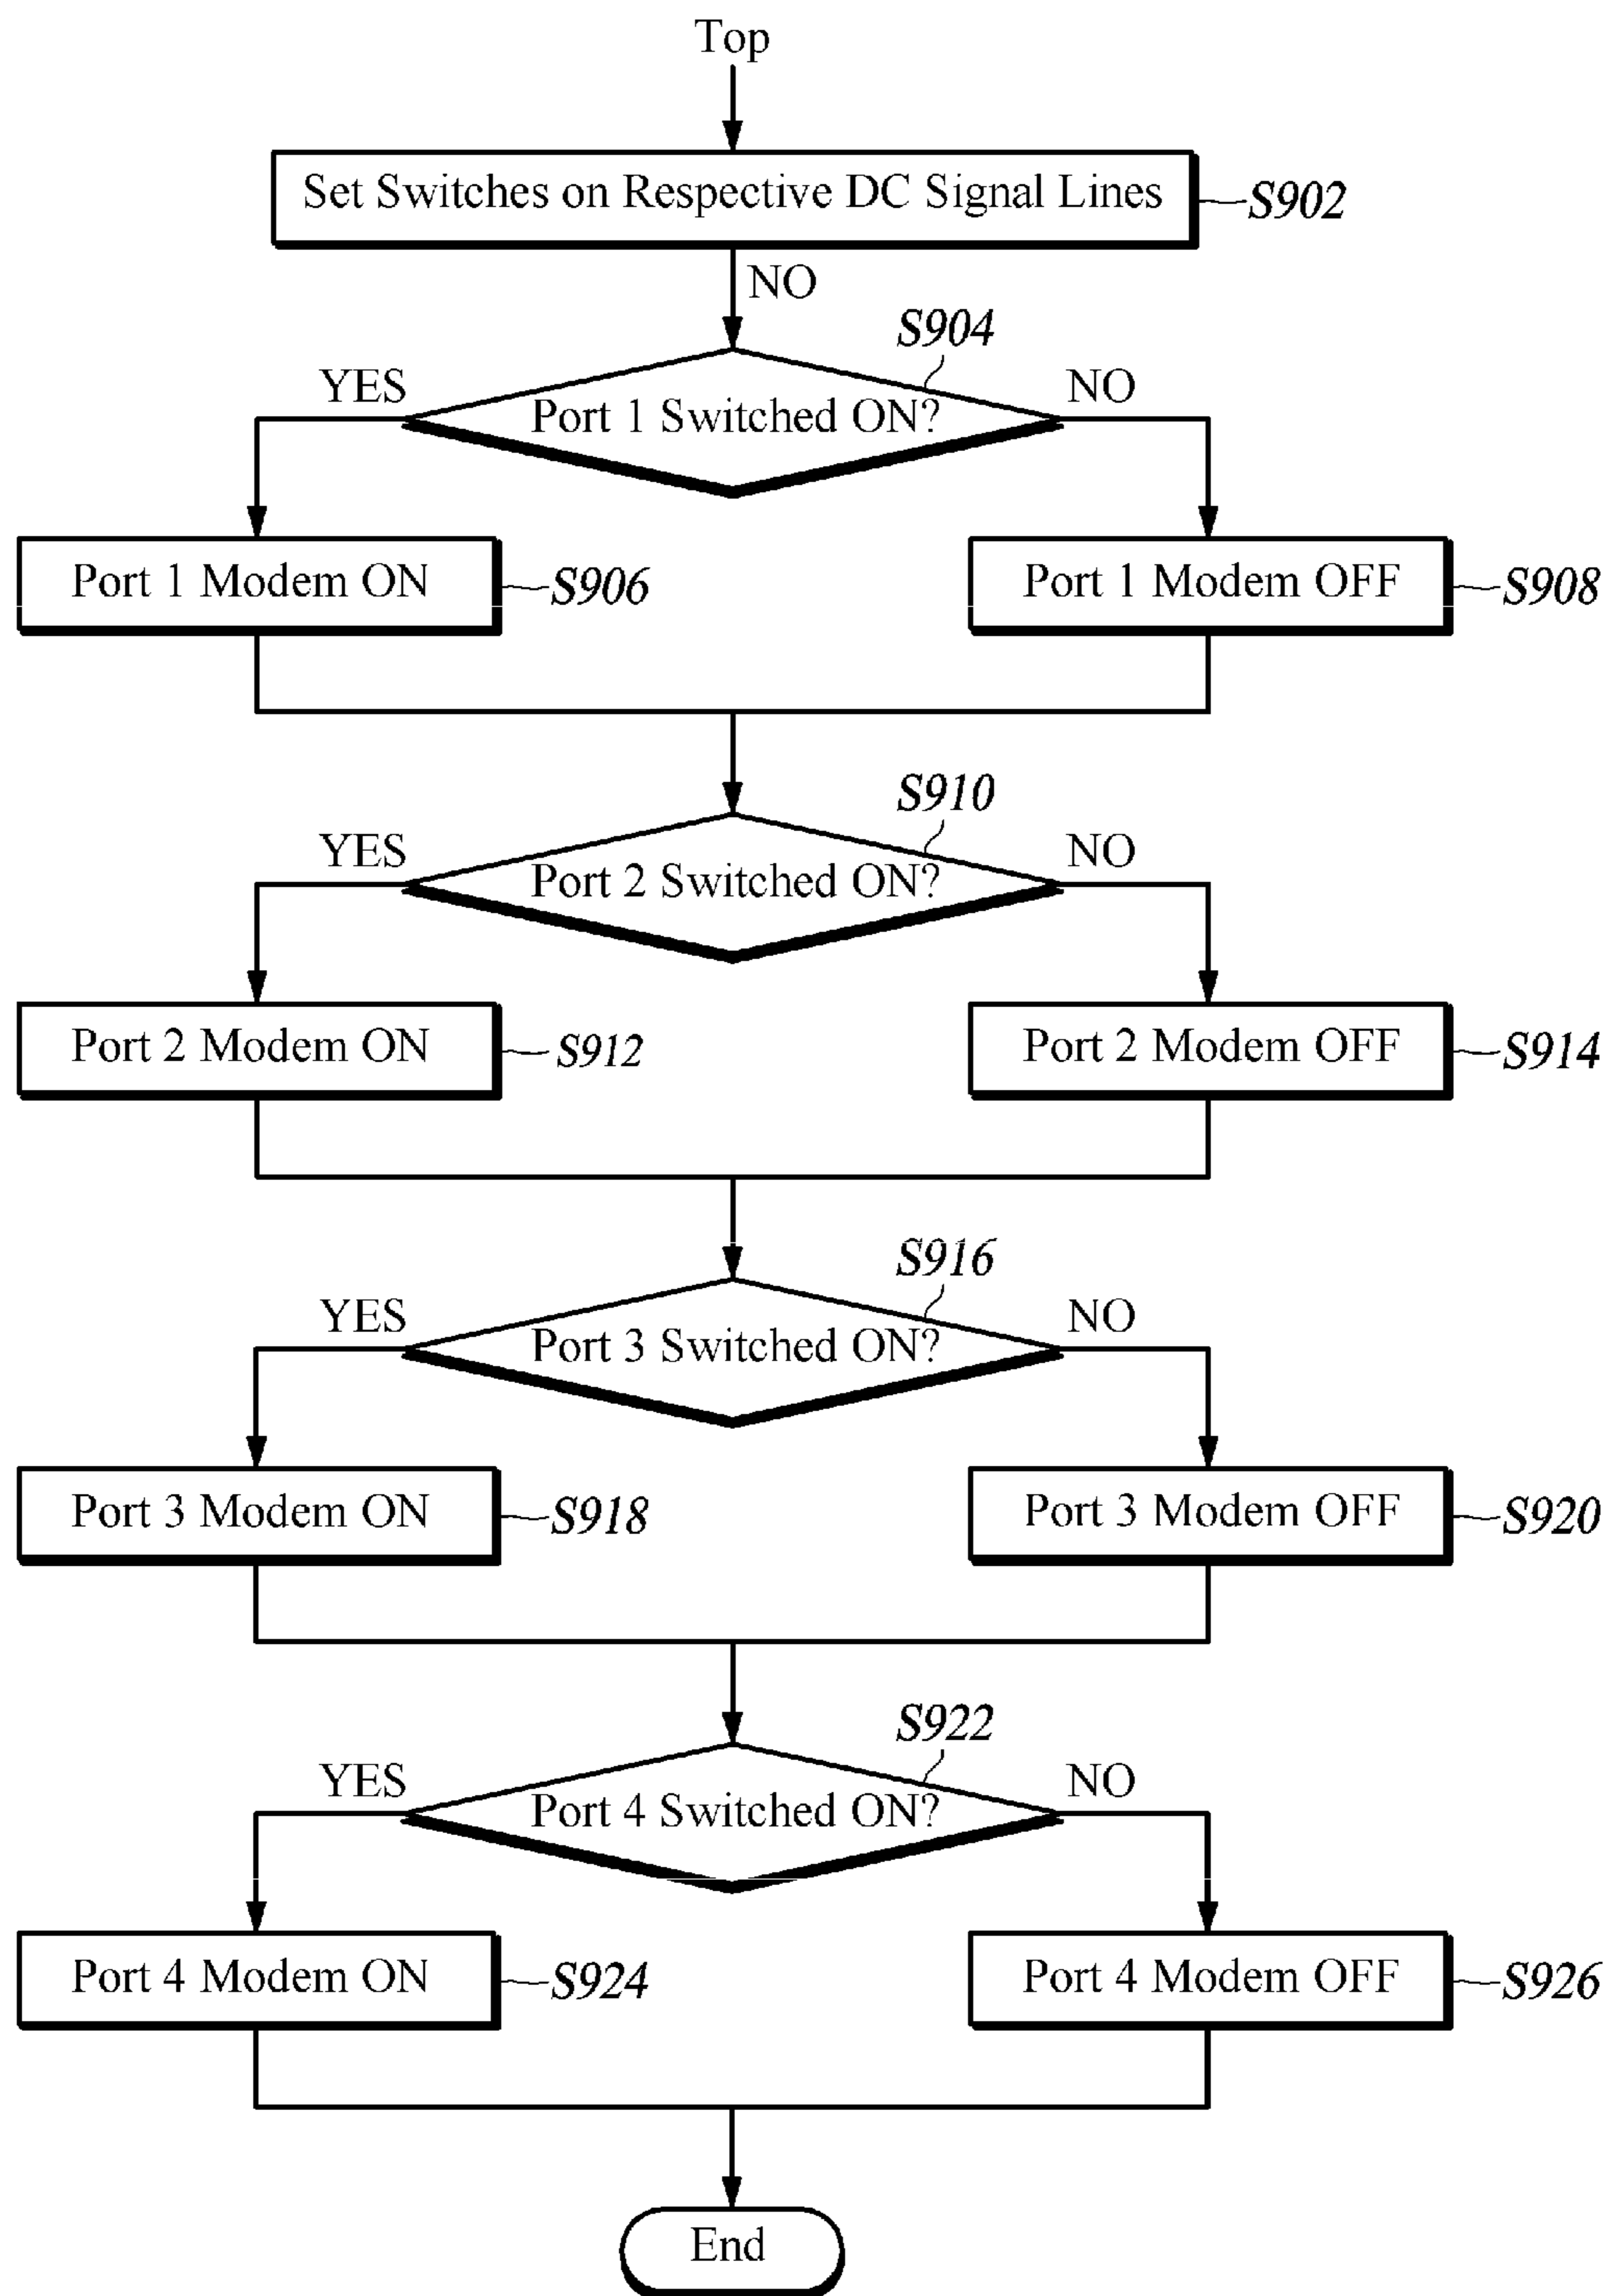 Top
Set Switches on Respective DC Signal Lines
S902
NO
S904
YES
NO
Port 1 Switched ON?
Port 1 Modem ON
S906
Port 1 Modem OFF
S908
S910
YES
NO
Port 2 Switched ON?
Port 2 Modem ON
S912
Port 2 Modem OFF
S914
S916
YES
NO
Port 3 Switched ON?
Port 3 Modem ON
S918
Port 3 Modem OFF
S920
S922
YES
NO
Port 4 Switched ON?
Port 4 Modem ON
S924
Port 4 Modem OFF
S926
End